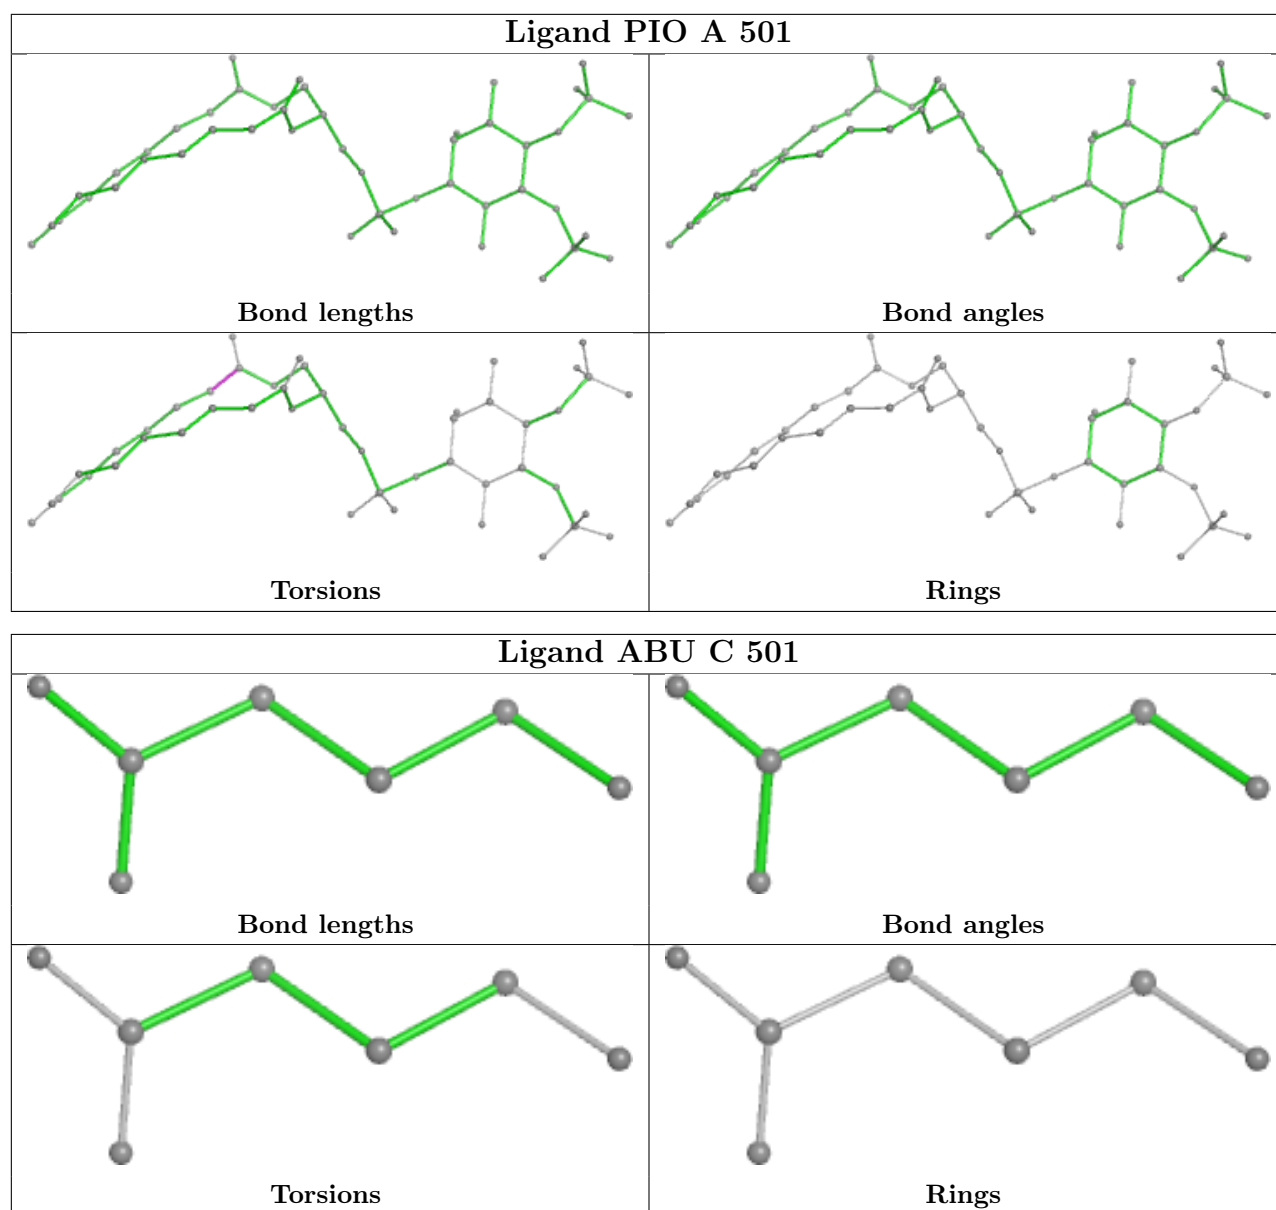 Ligand PIO A 501
Bond lengths
Bond angles
Torsions
Rings
Ligand ABU C 501
Bond lengths
Bond angles
Torsions
Rings